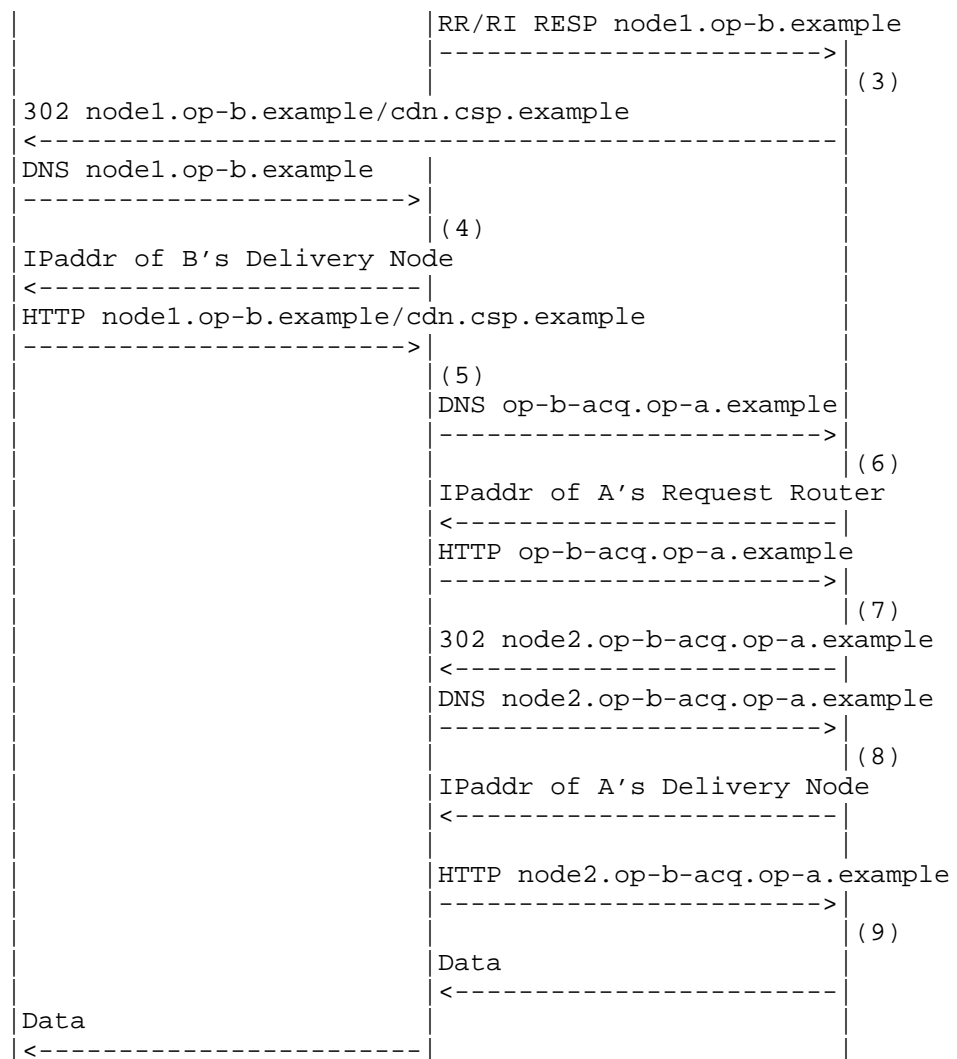 RR/RI RESP node1.op-b.example
(3)
302 node1.op-b.example/cdn.csp.example
DNS node1.op-b.example
(4)
IPaddr of B’s Delivery Node
HTTP node1.op-b.example/cdn.csp.example
(5)
DNS op-b-acq.op-a.example
(6)
IPaddr of A’s Request Router
HTTP op-b-acq.op-a.example
(7)
302 node2.op-b-acq.op-a.example
DNS node2.op-b-acq.op-a.example
(8)
IPaddr of A’s Delivery Node
HTTP node2.op-b-acq.op-a.example
(9)
Data
Data